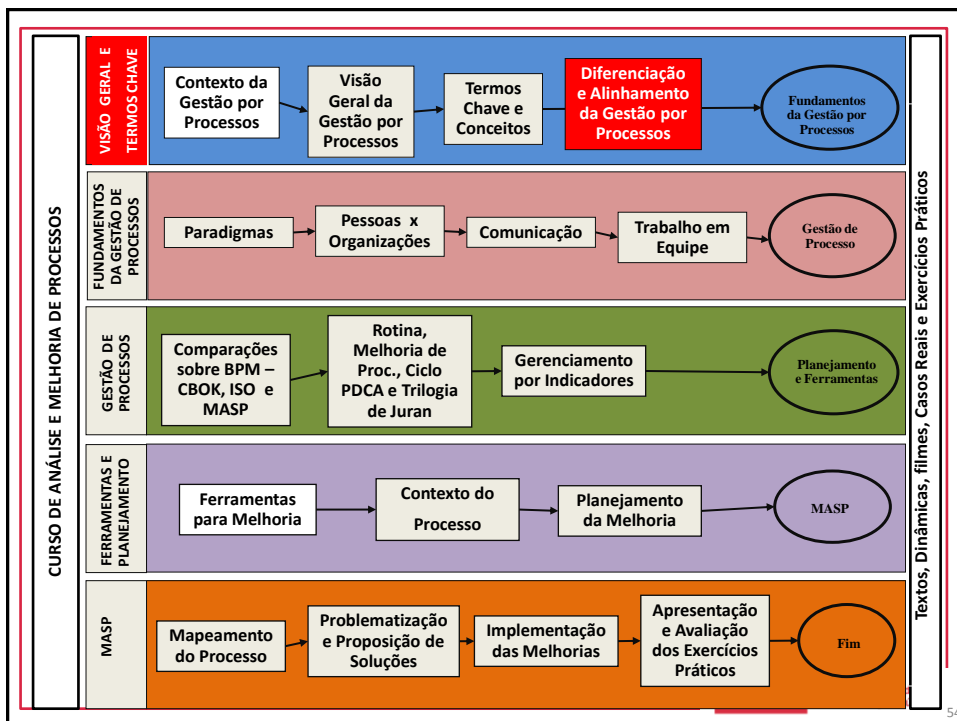 CURSO DE ANÁLISE E MELHORIA DE PROCESSOS
VISÃO GERAL E
TERMOS CHAVE
Contexto da
Gestão por
Processos
Visão
Geral da
Gestão por
Processos
Termos
Chave e
Conceitos
Diferenciação
e Alinhamento
da Gestão por
Processos
Fundamentos
da Gestão por
Processos
FUNDAMENTOS
DA GESTÃO DE
PROCESSOS
Paradigmas
Pessoas x
Organizações
Comunicação
Trabalho em
Equipe
Gestão de
Processo
GESTÃO DE
PROCESSOS
Comparações
sobre BPM –
CBOK, ISO e
MASP
Rotina,
Melhoria de
Proc., Ciclo
PDCA e Trilogia
de Juran
Gerenciamento
por Indicadores
Planejamento
e Ferramentas
FERRAMENTAS E
PLANEJAMENTO
Ferramentas
para Melhoria
Contexto do
Processo
Planejamento
da Melhoria
MASP
MASP
Mapeamento
do Processo
Problematização
e Proposição de
Soluções
Implementação
das Melhorias
Apresentação
e Avaliação
dos Exercícios
Práticos
Fim
Textos, Dinâmicas, filmes, Casos Reais e Exercícios Práticos
54